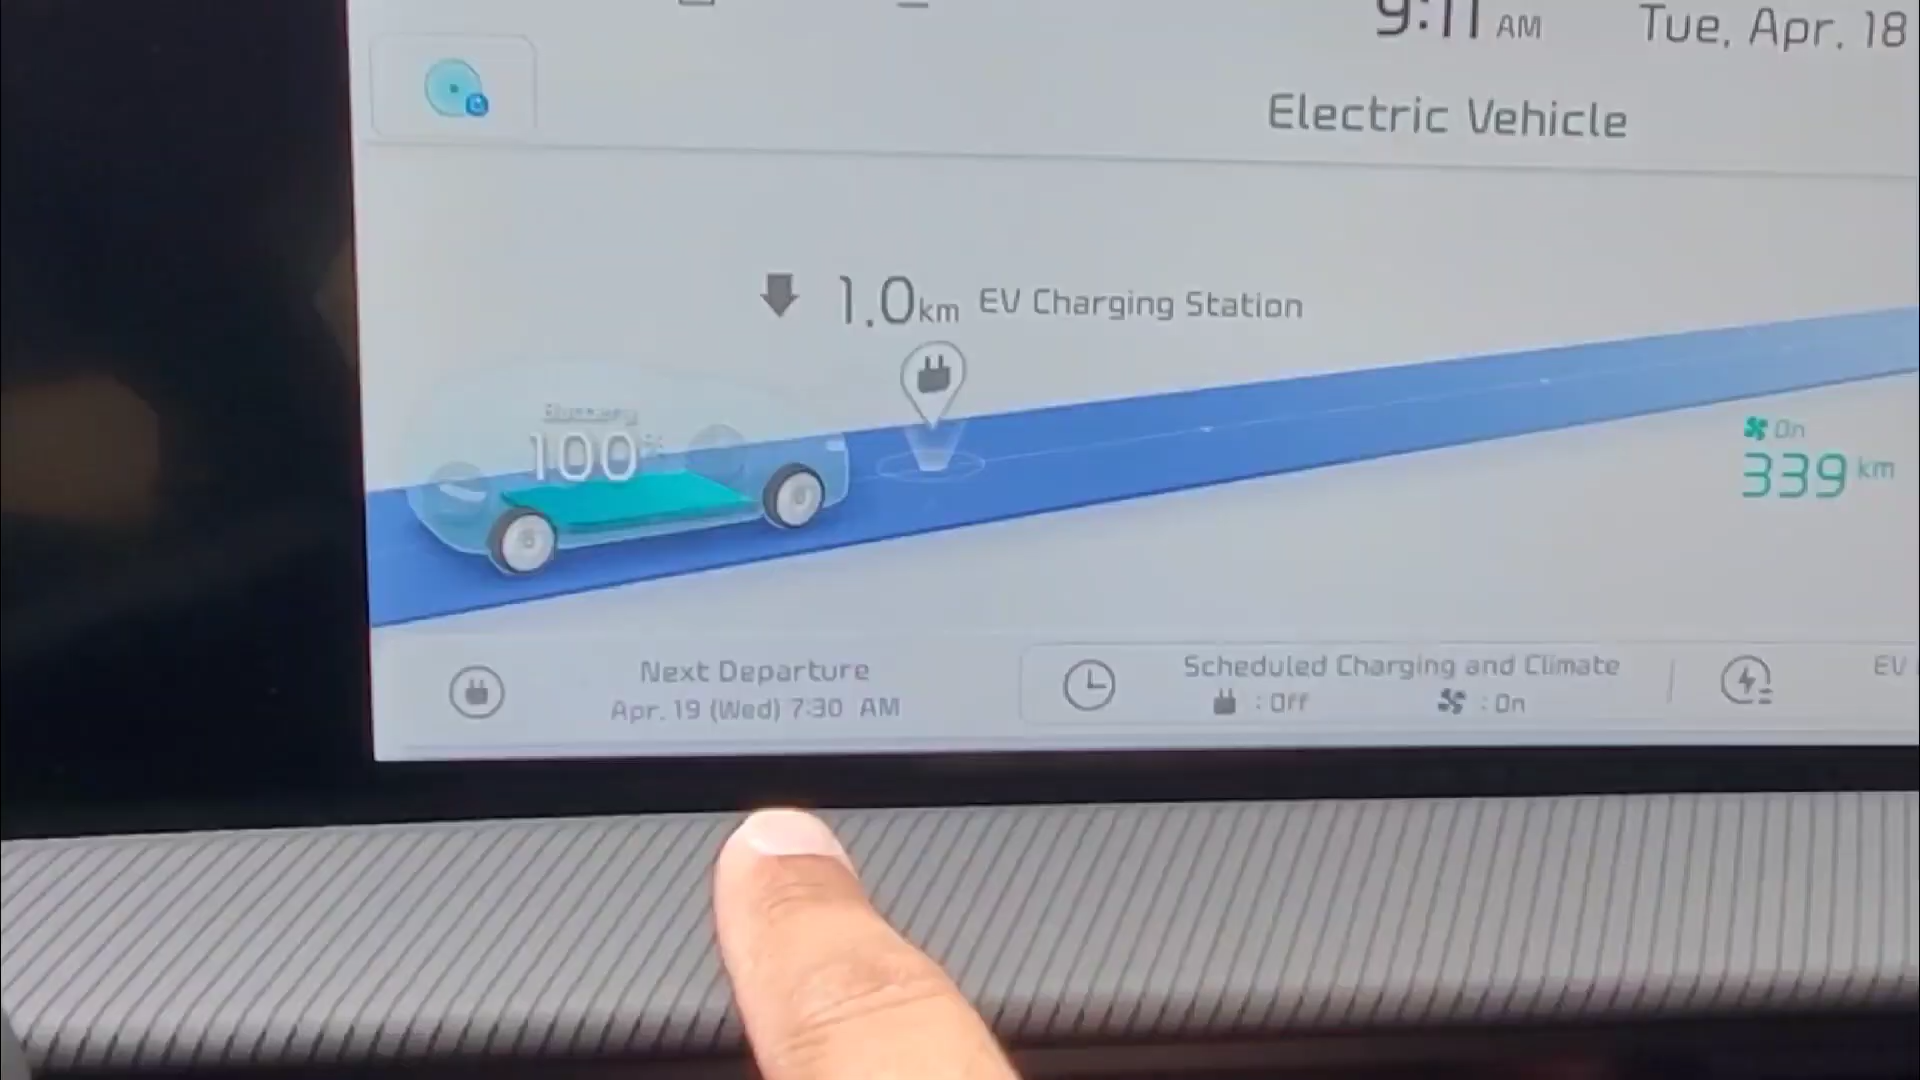 9:11 AM Tue, Apr. 18
Electric Vehicle
1.0km EV Charging Station
Battery
100%
On
339 km
Next Departure
Apr. 19 (Wed) 7:30 AM
Scheduled Charging and Climate
: Off : On
EV